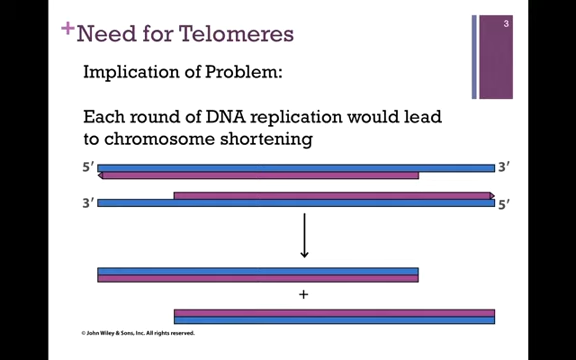 +Need for Telomeres
3
Implication of Problem:
Each round of DNA replication would lead
to chromosome shortening
5′ 3′
3′ 5′
+
© John Wiley & Sons, Inc. All rights reserved.